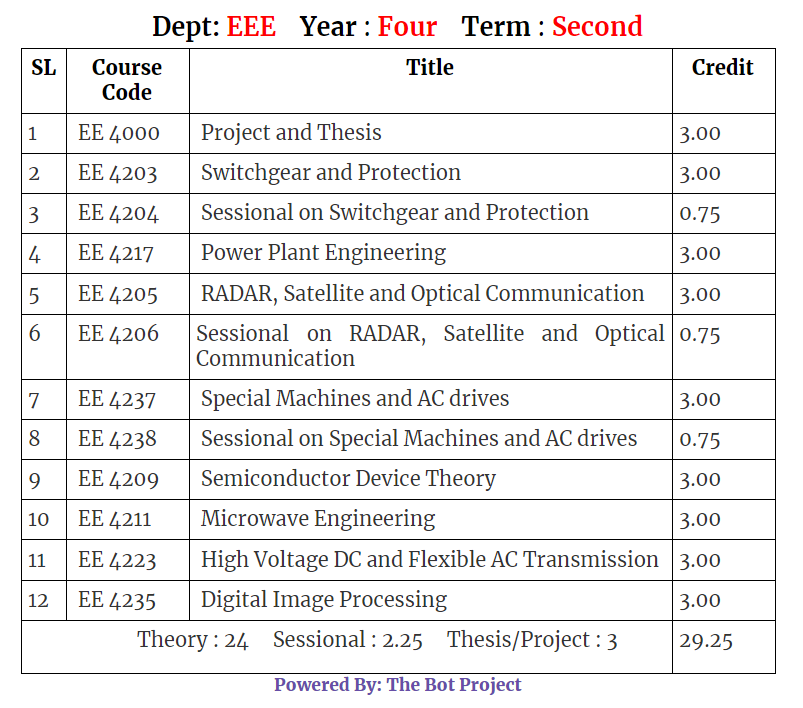 Dept: EEE Year : Four Term : Second
SL Course Code Title Credit
1 EE 4000 Project and Thesis 3.00
2 EE 4203 Switchgear and Protection 3.00
3 EE 4204 Sessional on Switchgear and Protection 0.75
4 EE 4217 Power Plant Engineering 3.00
5 EE 4205 RADAR, Satellite and Optical Communication 3.00
6 EE 4206 Sessional on RADAR, Satellite and Optical Communication 0.75
7 EE 4237 Special Machines and AC drives 3.00
8 EE 4238 Sessional on Special Machines and AC drives 0.75
9 EE 4209 Semiconductor Device Theory 3.00
10 EE 4211 Microwave Engineering 3.00
11 EE 4223 High Voltage DC and Flexible AC Transmission 3.00
12 EE 4235 Digital Image Processing 3.00
Theory : 24 Sessional : 2.25 Thesis/Project : 3 29.25
Powered By: The Bot Project